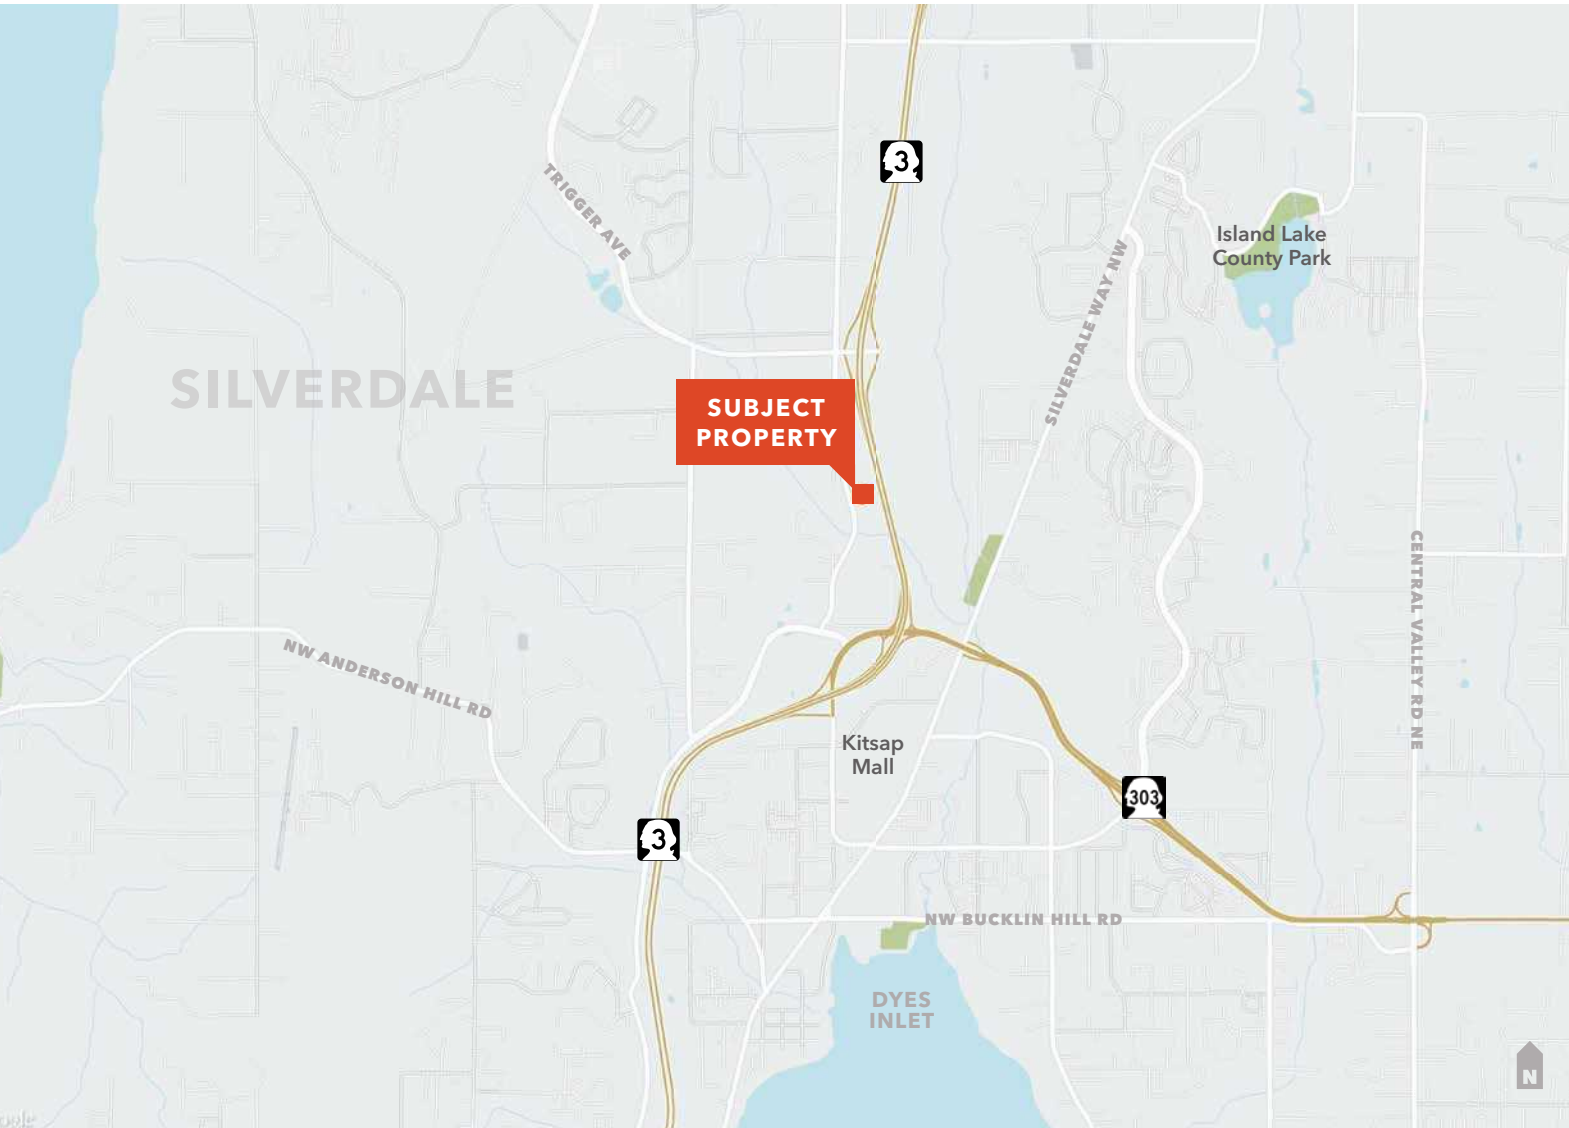 3
TRIGGER AVE
Island Lake
County Park
SILVERDALE WAY NW
SILVERDALE
SUBJECT
PROPERTY
CENTRAL VALLEY RD NE
NW ANDERSON HILL RD
Kitsap
Mall
303
3
NW BUCKLIN HILL RD
DYES
INLET
N